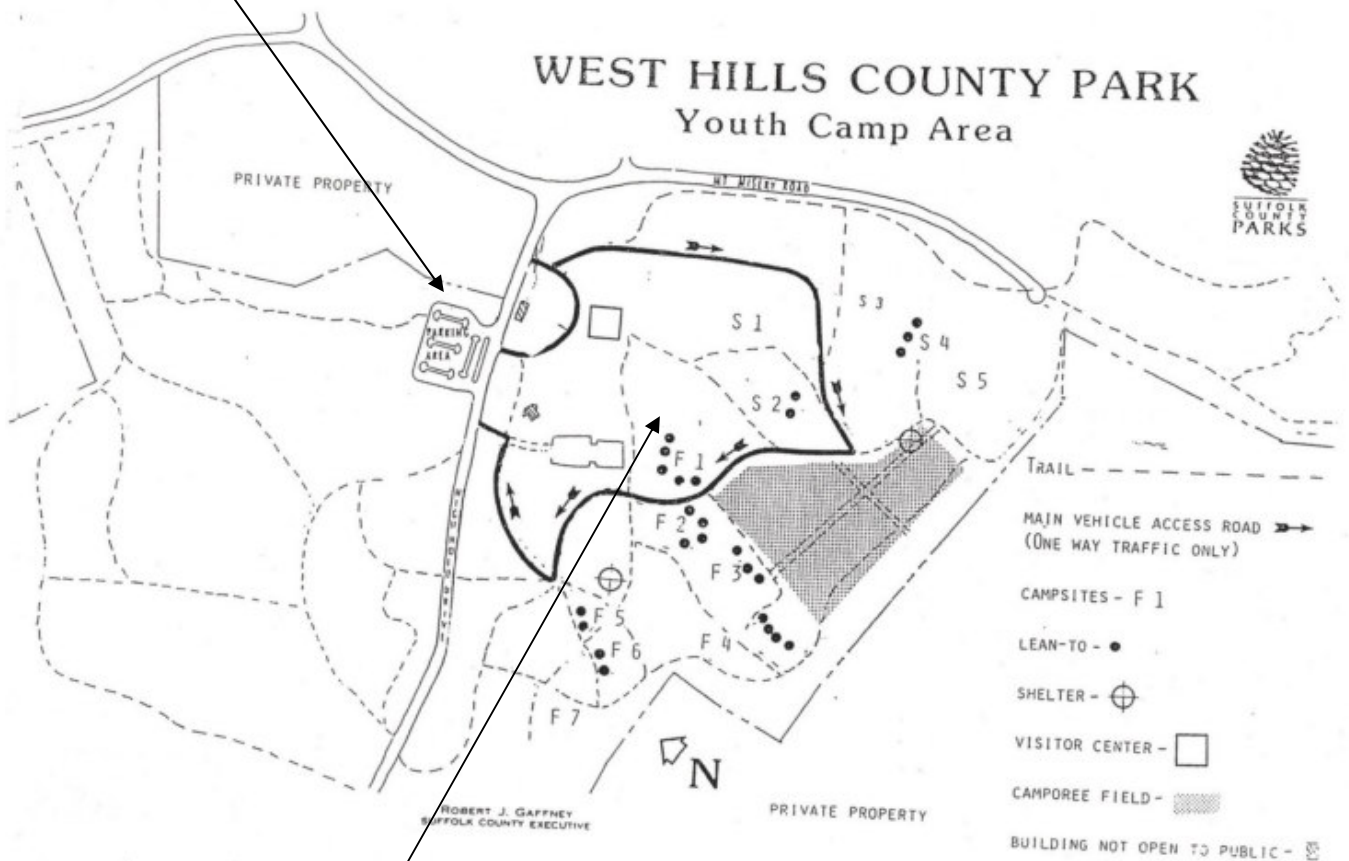 WEST HILLS COUNTY PARK
Youth Camp Area
SUFFOLK
COUNTY
PARKS
PRIVATE PROPERTY
MT MISERY ROAD
PARKING
AREA
S 1
S 2
S 3
S 4
S 5
F 1
F 2
F 3
F 4
F 5
F 6
F 7
N
TRAIL
MAIN VEHICLE ACCESS ROAD
(ONE WAY TRAFFIC ONLY)
CAMPSITES - F 1
LEAN-TO -
SHELTER -
VISITOR CENTER -
CAMPOREE FIELD -
BUILDING NOT OPEN TO PUBLIC -
ROBERT J. GAFFNEY
SUFFOLK COUNTY EXECUTIVE
PRIVATE PROPERTY